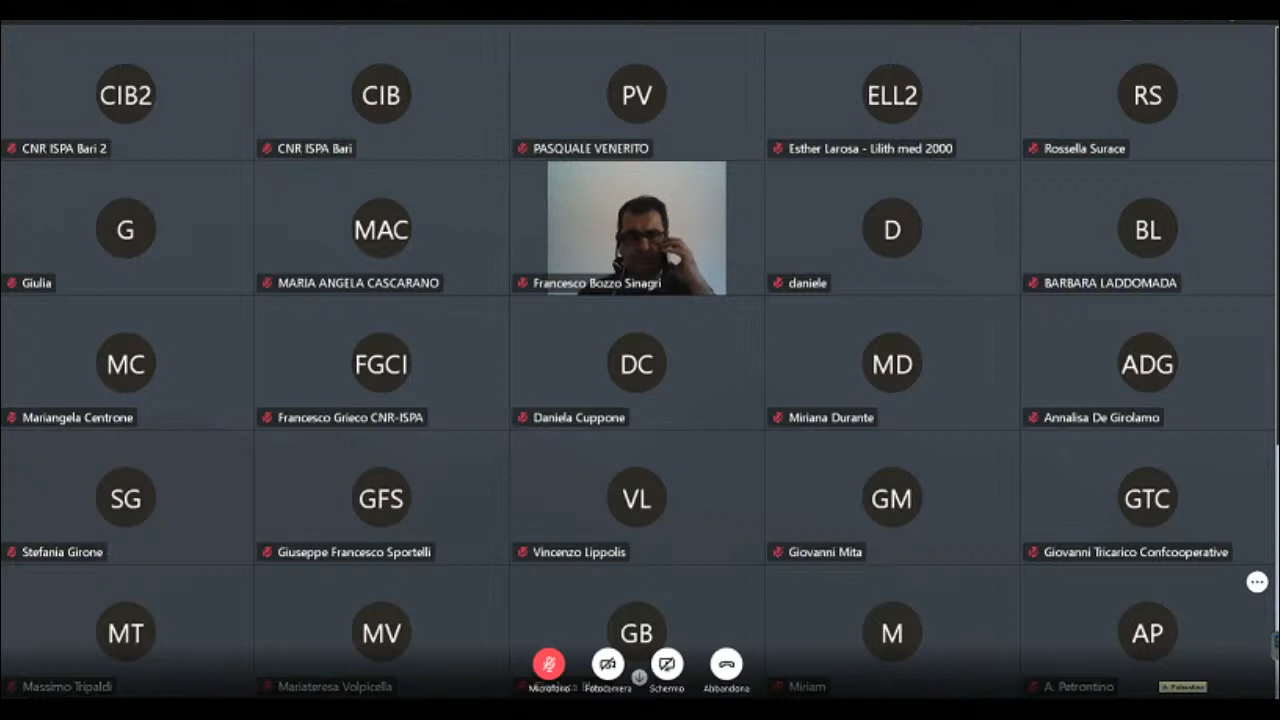 CIB2
CIB
PV
ELL2
RS
CNR ISPA Bari 2
CNR ISPA Bari
PASQUALE VENERITO
Esther Larosa - Lilith med 2000
Rossella Surace
G
MAC
D
BL
Giulia
MARIA ANGELA CASCARANO
Francesco Bozzo Sinagri
daniele
BARBARA LADDOMADA
MC
FGCI
DC
MD
ADG
Mariangela Centrone
Francesco Grieco CNR-ISPA
Daniela Cuppone
Miriana Durante
Annalisa De Girolamo
SG
GFS
VL
GM
GTC
Stefania Girone
Giuseppe Francesco Sportelli
Vincenzo Lippolis
Giovanni Mita
Giovanni Tricarico Confcooperative
MT
MV
GB
M
AP
Massimo Tripaldi
Mariateresa Volpicella
Microfono
Fotocamera
Schermo
Abbandona
Miriam
A. Petrontino
A. Petrontino